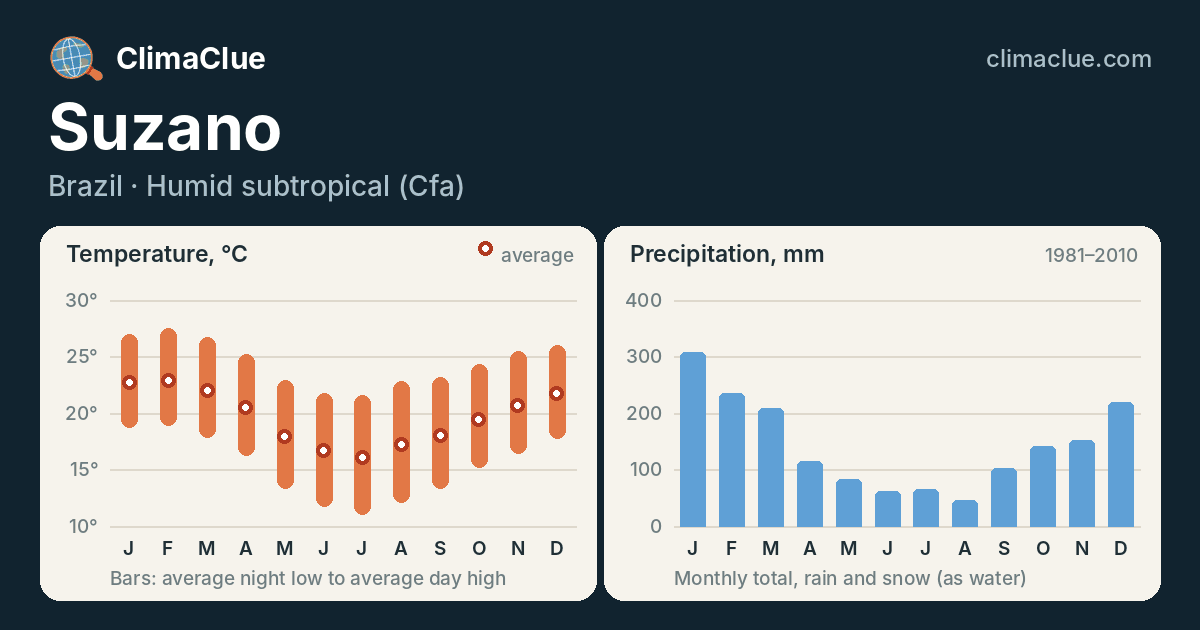 ClimaClue
climaclue.com
Suzano
Brazil · Humid subtropical (Cfa)
Temperature, °C
average
30°
25°
20°
15°
10°
J F M A M J J A S O N D
Bars: average night low to average day high
Precipitation, mm
1981–2010
400
300
200
100
0
J F M A M J J A S O N D
Monthly total, rain and snow (as water)